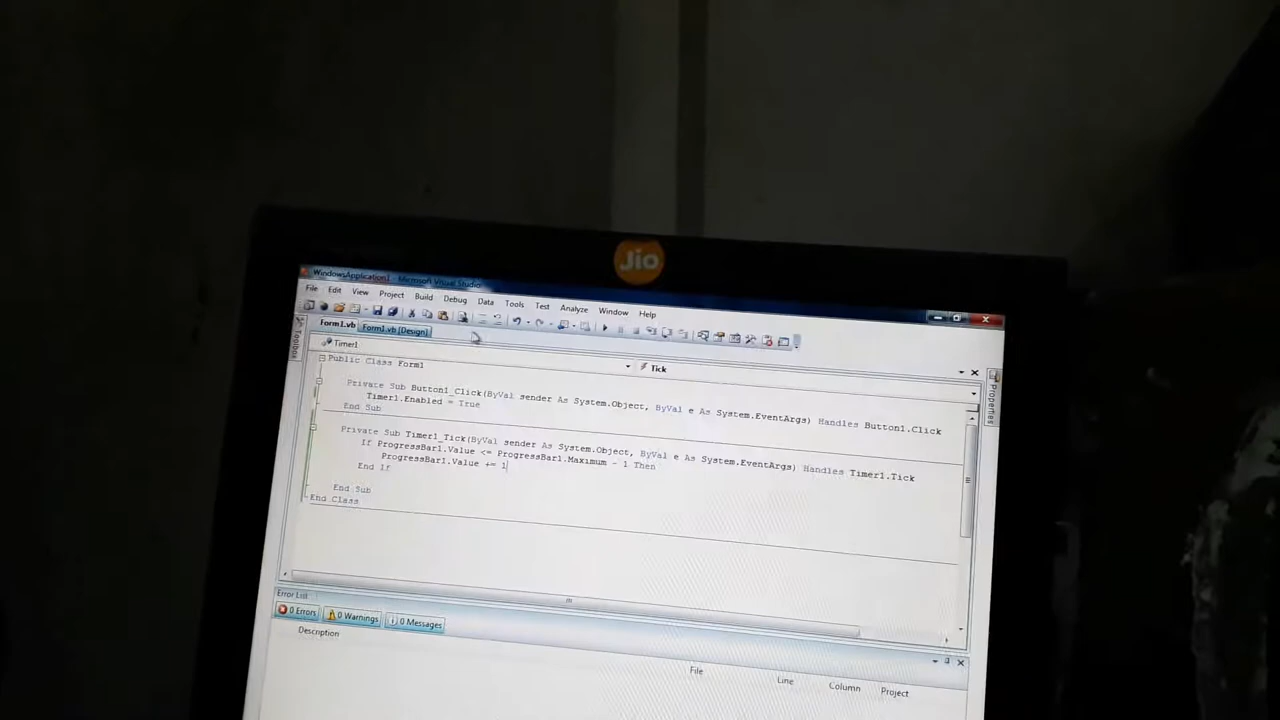 Jio
WindowsApplication1 - Microsoft Visual Studio
File Edit View Project Build Debug Data Tools Test Analyze Window Help
Form1.vb Form1.vb [Design]
Toolbox
Timer1
Tick
Properties
Public Class Form1
Private Sub Button1_Click(ByVal sender As System.Object, ByVal e As System.EventArgs) Handles Button1.Click
Timer1.Enabled = True
End Sub
Private Sub Timer1_Tick(ByVal sender As System.Object, ByVal e As System.EventArgs) Handles Timer1.Tick
If ProgressBar1.Value <= ProgressBar1.Maximum - 1 Then
ProgressBar1.Value += 1
End If
End Sub
End Class
Error List
0 Errors 0 Warnings 0 Messages
Description File Line Column Project